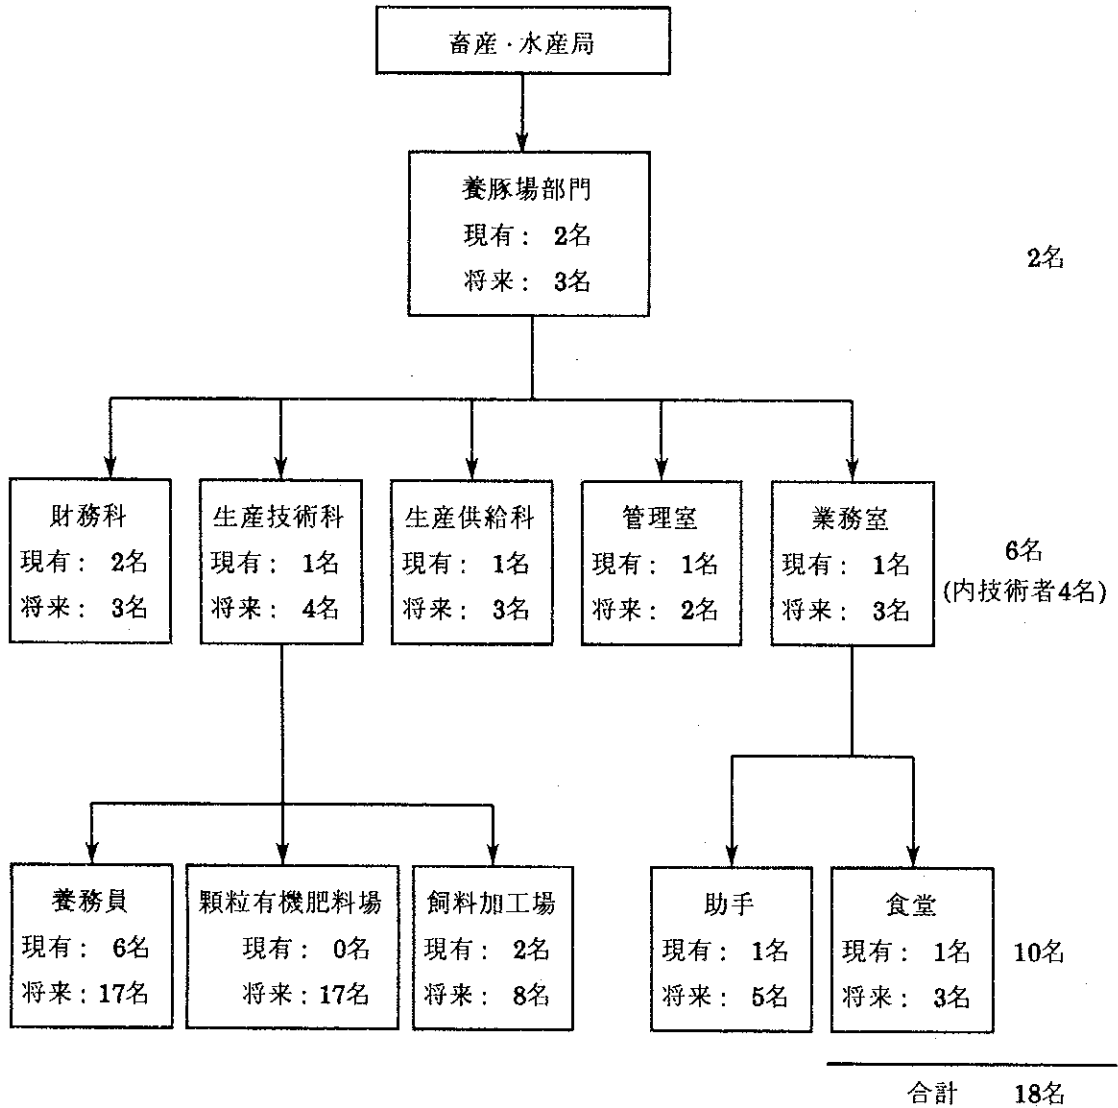 畜産·水産局
養豚場部門
現有: 2名
将来: 3名
2名
財務科
現有: 2名
将来: 3名
生産技術科
現有: 1名
将来: 4名
生産供給科
現有: 1名
将来: 3名
管理室
現有: 1名
将来: 2名
業務室
現有: 1名
将来: 3名
6名
(内技術者4名)
養務員
現有: 6名
将来: 17名
顆粒有機肥料場
現有: 0名
将来: 17名
飼料加工場
現有: 2名
将来: 8名
助手
現有: 1名
将来: 5名
食堂
現有: 1名
将来: 3名
10名
合計 18名